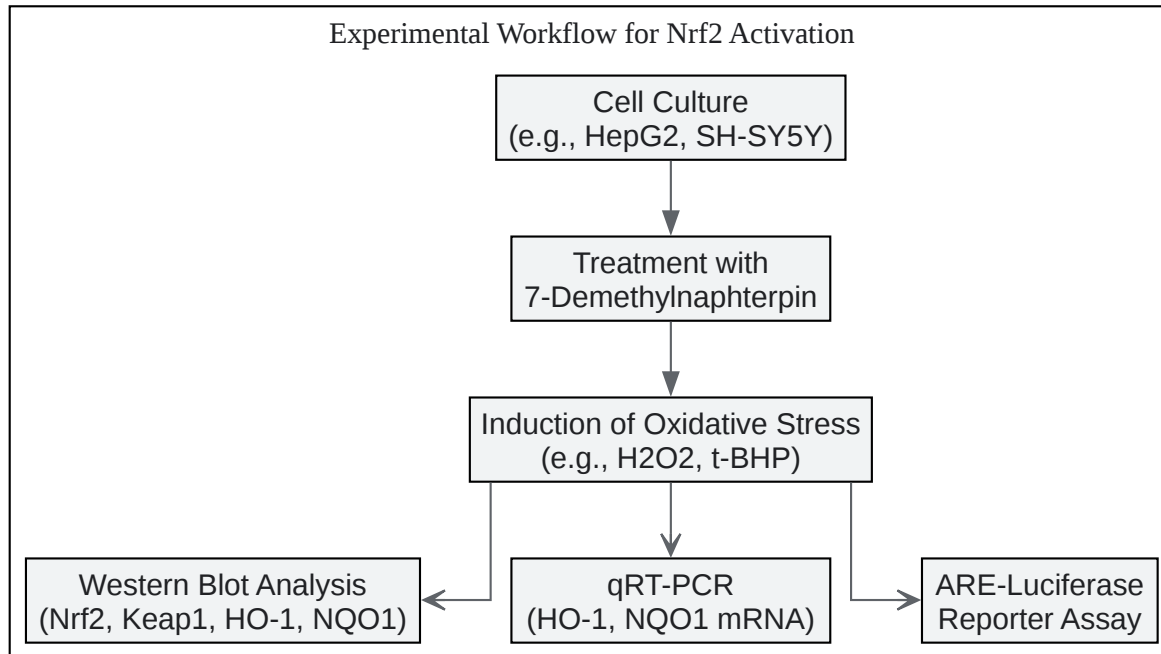 Experimental Workflow for Nrf2 Activation
Cell Culture
(e.g., HepG2, SH-SY5Y)
Treatment with
7-Demethylnaphterpin
Induction of Oxidative Stress
(e.g., H2O2, t-BHP)
Western Blot Analysis
(Nrf2, Keap1, HO-1, NQO1)
qRT-PCR
(HO-1, NQO1 mRNA)
ARE-Luciferase
Reporter Assay